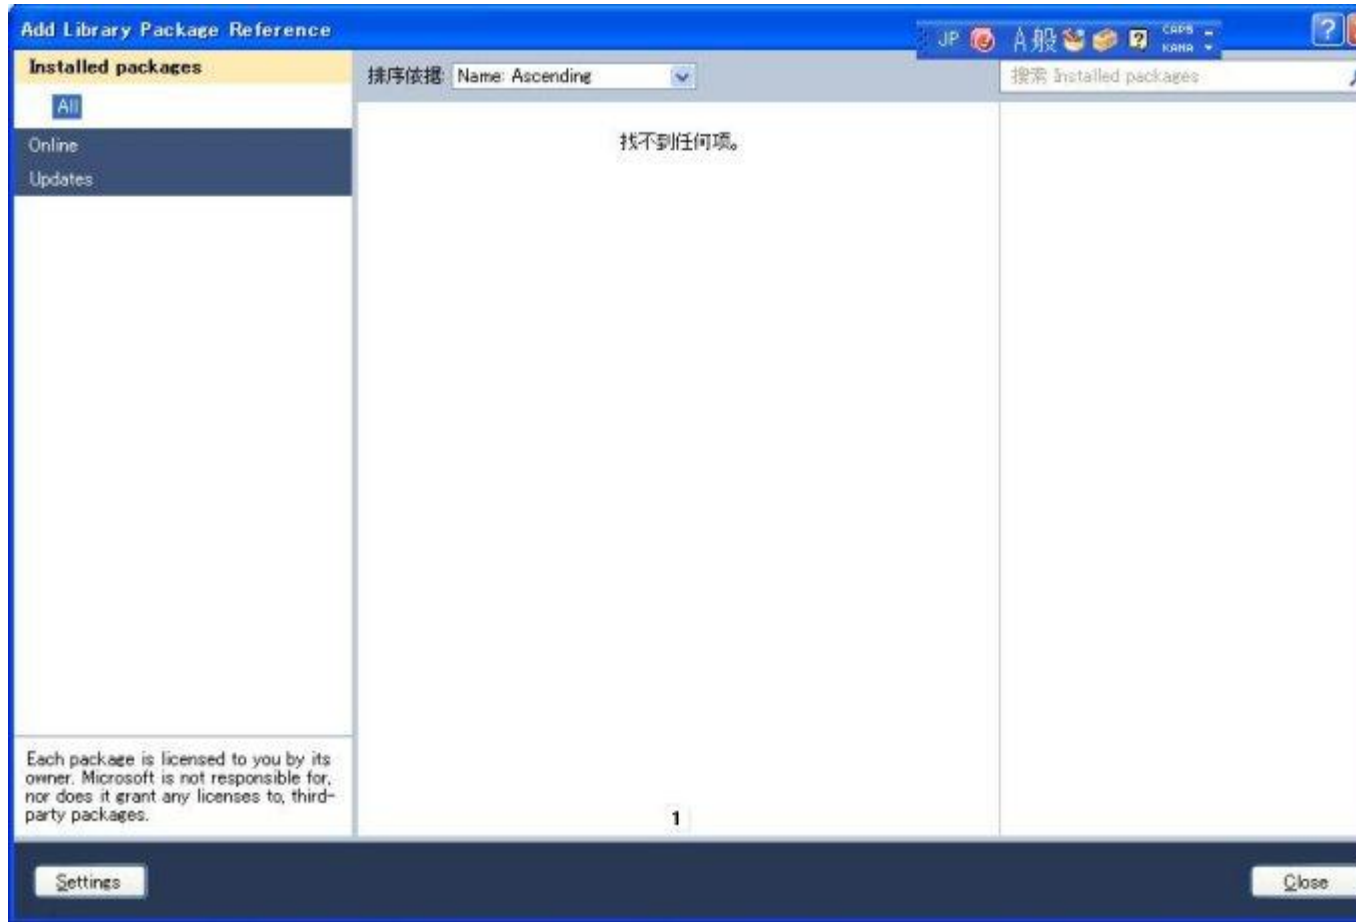 Add Library Package Reference
JP A 般 CAPS KANA
Installed packages
All
Online
Updates
排序依据: Name: Ascending
搜索 Installed packages
找不到任何项。
Each package is licensed to you by its
owner. Microsoft is not responsible for,
nor does it grant any licenses to, third-
party packages.
1
Settings
Close